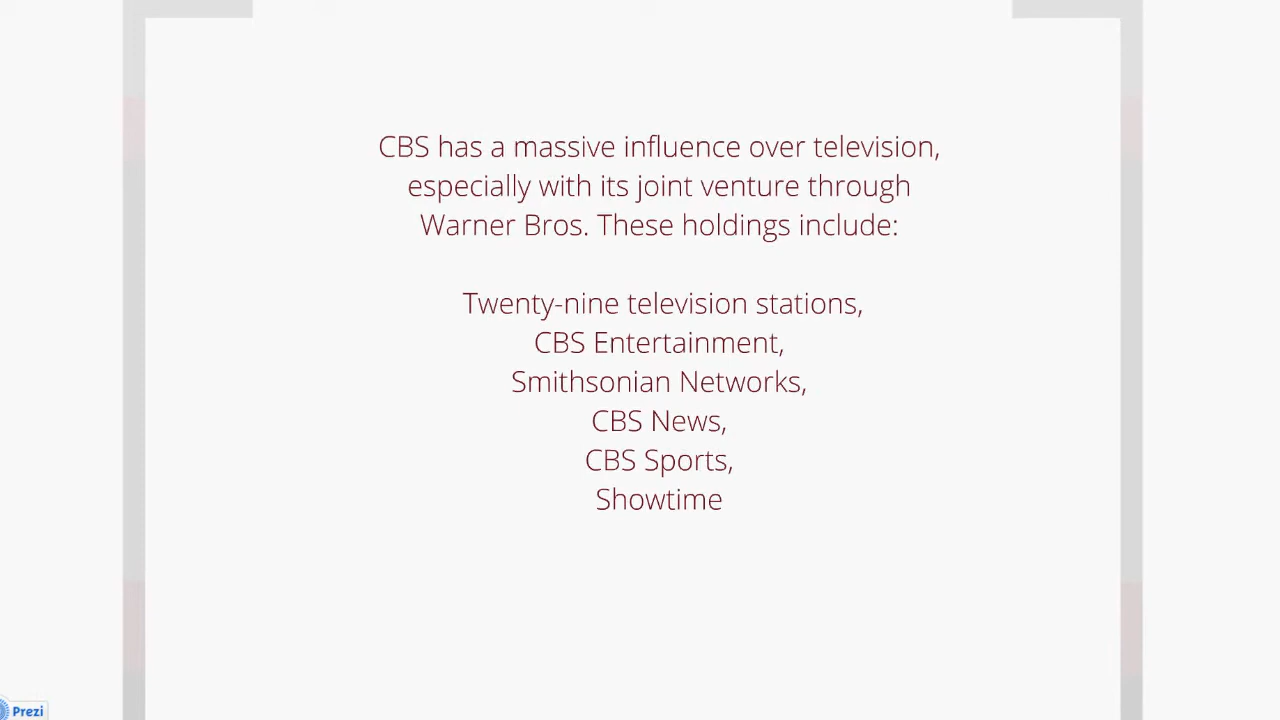 CBS has a massive influence over television,
especially with its joint venture through
Warner Bros. These holdings include:
Twenty-nine television stations,
CBS Entertainment,
Smithsonian Networks,
CBS News,
CBS Sports,
Showtime
Prezi